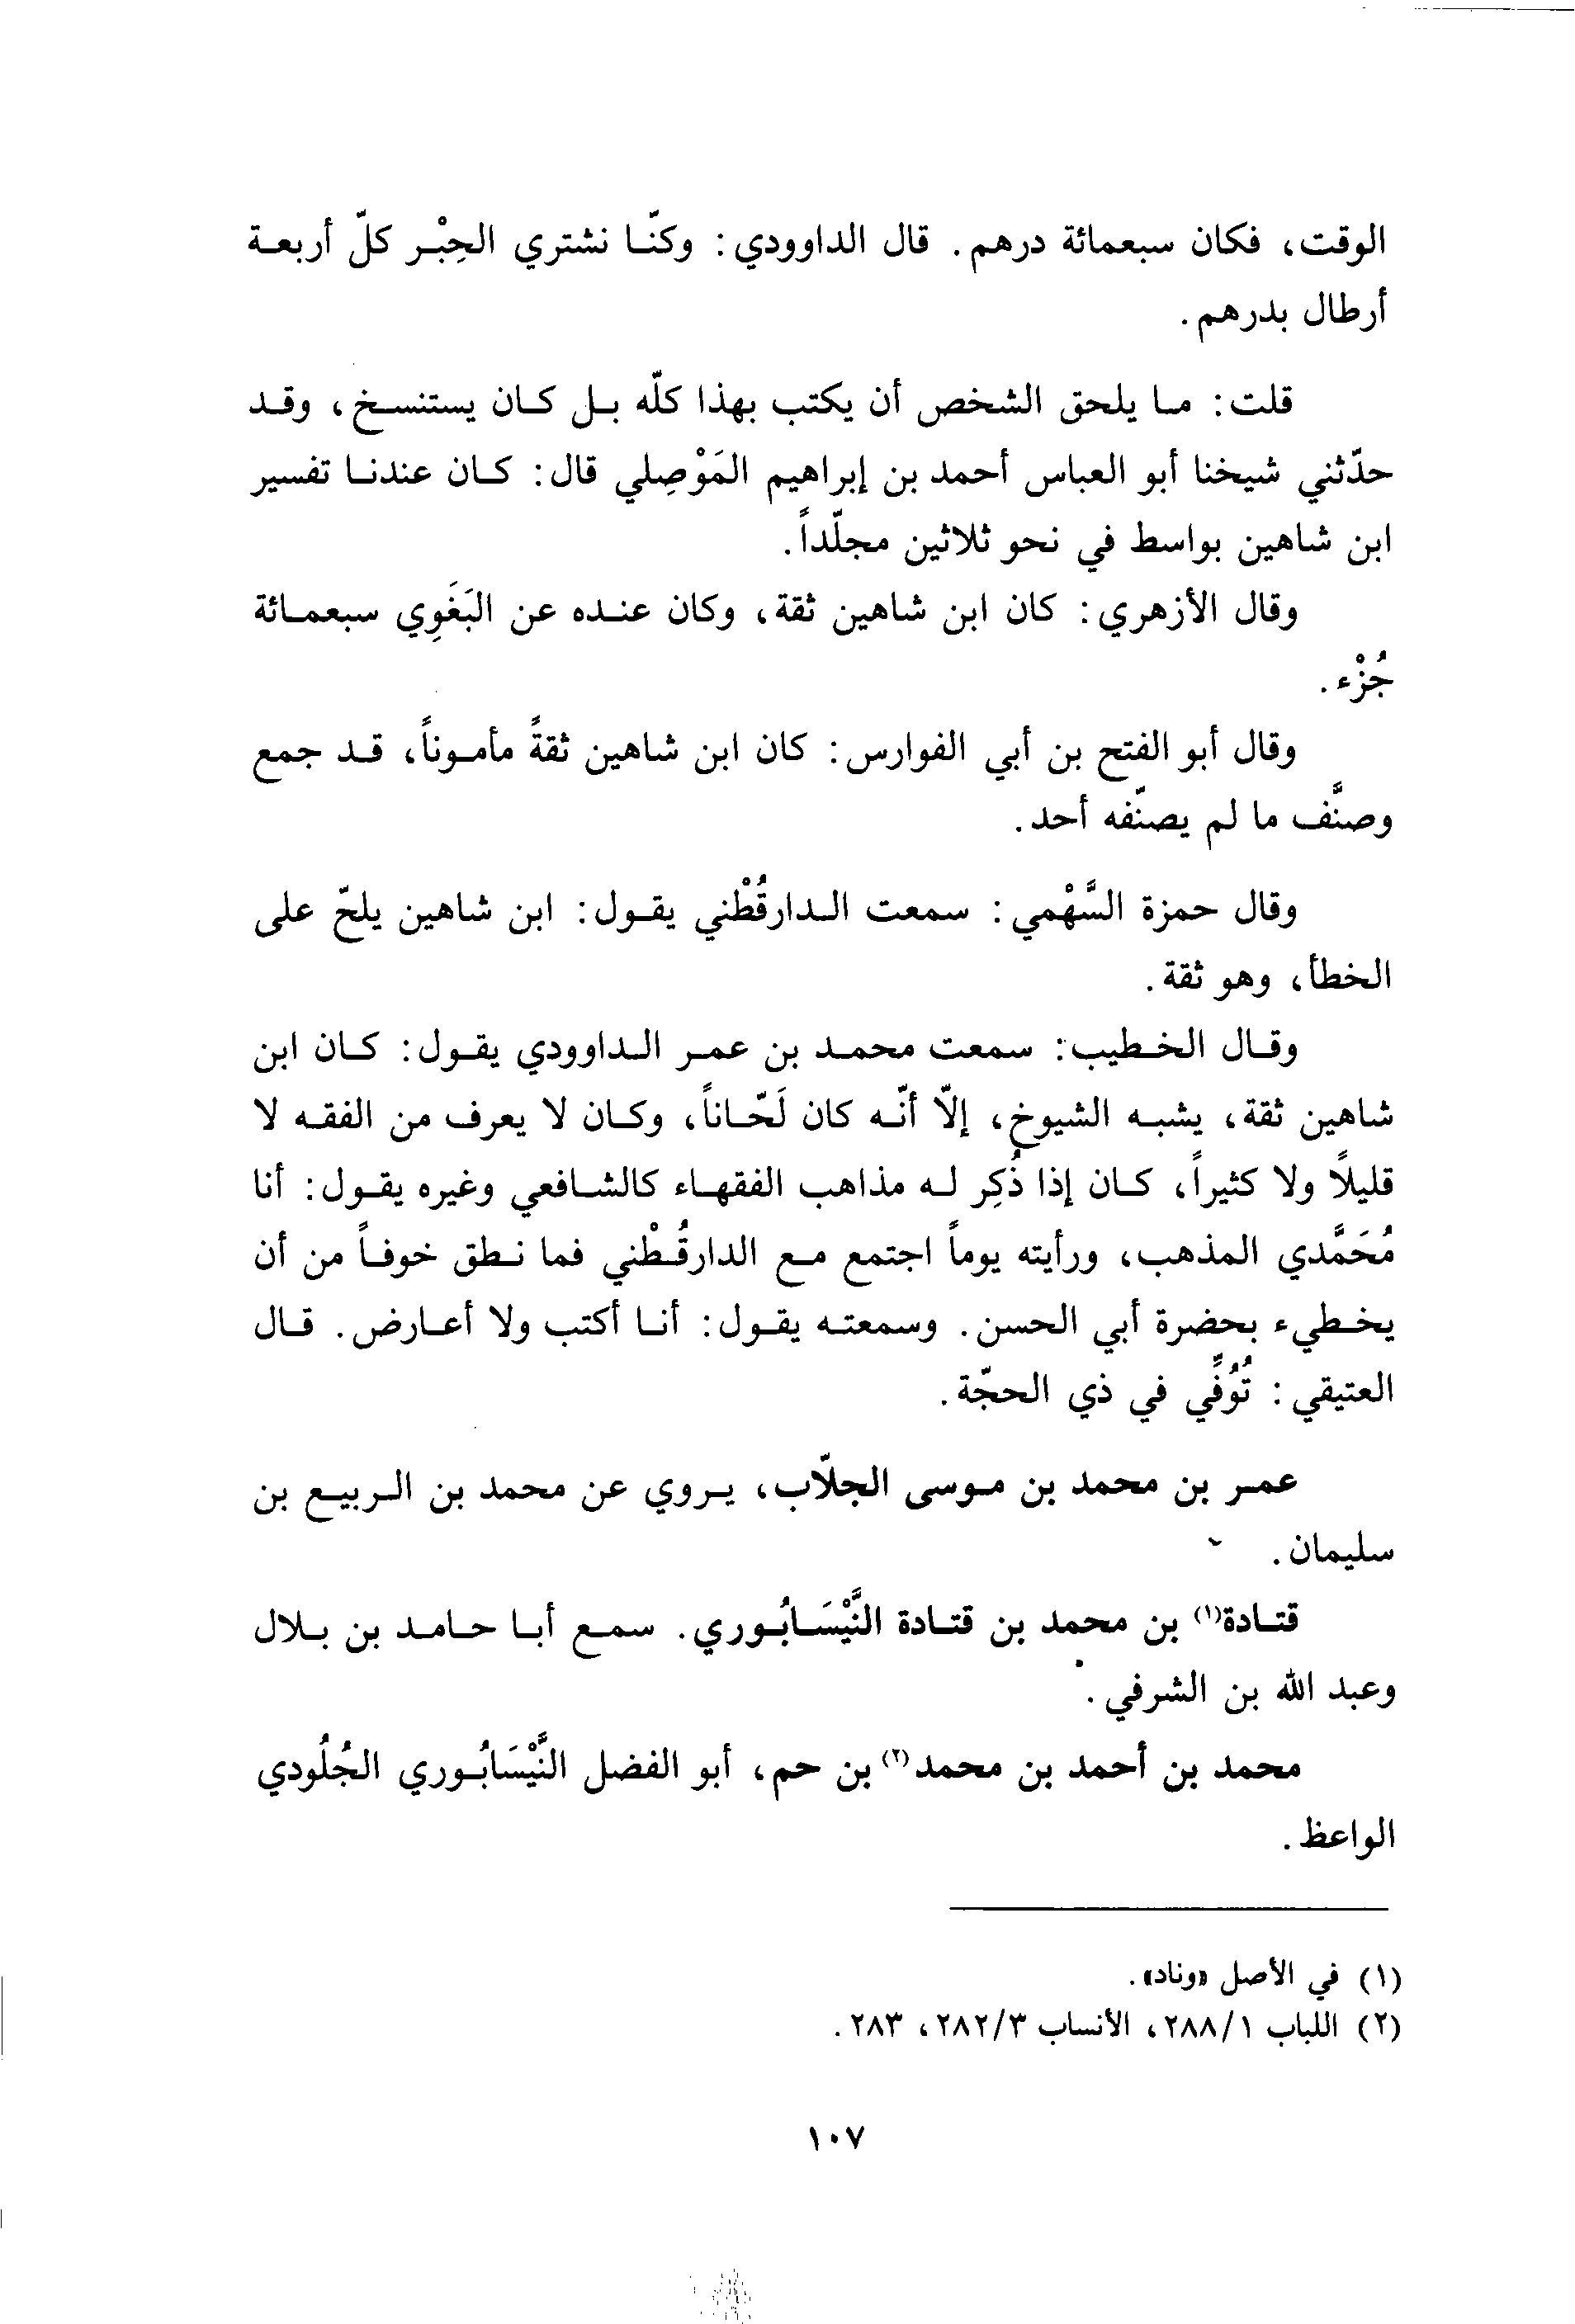 الوقت، فكان سبعمائة درهم. قال الداوودي: وكنّا نشتري الحِبْر كلّ أربعة
أرطال بدرهم.
قلت: ما يلحق الشخص أن يكتب بهذا كلّه بل كان يستنسخ، وقد
حدّثني شيخنا أبو العباس أحمد بن إبراهيم المَوْصِلي قال: كان عندنا تفسير
ابن شاهين بواسط في نحو ثلاثين مجلّداً.
وقال الأزهري: كان ابن شاهين ثقة، وكان عنده عن البَغَوِي سبعمائة
جُزْء.
وقال أبو الفتح بن أبي الفوارس: كان ابن شاهين ثقةً مأموناً، قد جمع
وصنَّف ما لم يصنّفه أحد.
وقال حمزة السَّهْمي: سمعت الدارقُطْني يقول: ابن شاهين يلحّ على
الخطأ، وهو ثقة.
وقال الخطيب: سمعت محمد بن عمر الداوودي يقول: كان ابن
شاهين ثقة، يشبه الشيوخ، إلّا أنّه كان لَحّاناً، وكان لا يعرف من الفقه لا
قليلاً ولا كثيراً، كان إذا ذُكِر له مذاهب الفقهاء كالشافعي وغيره يقول: أنا
مُحَمَّدي المذهب، ورأيته يوماً اجتمع مع الدارقُطْني فما نطق خوفاً من أن
يخطيء بحضرة أبي الحسن. وسمعته يقول: أنا أكتب ولا أعارض. قال
العتيقي: تُوُفِّي في ذي الحجّة.
عمر بن محمد بن موسى الجلّاب، يروي عن محمد بن الربيع بن
سليمان.
قتادة(١) بن محمد بن قتادة النَّيْسَابُوري. سمع أبا حامد بن بلال
وعبد الله بن الشرفي.
محمد بن أحمد بن محمد(٢) بن حم، أبو الفضل النَّيْسَابُوري الجُلُودي
الواعظ.
(١) في الأصل «وناد».
(٢) اللباب ٢٨٨/١، الأنساب ٢٨٢/٣، ٢٨٣.
١٠٧